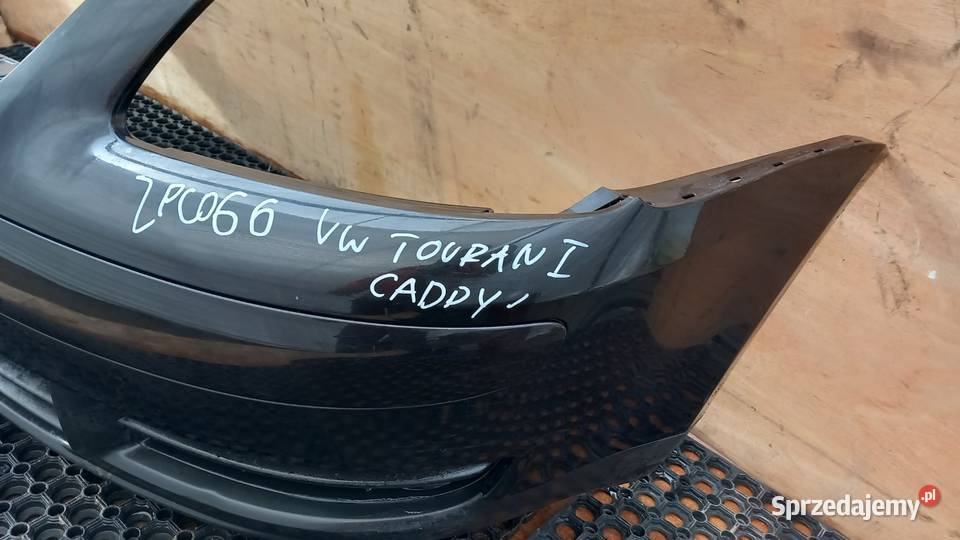 ZPC066 VW TOURAN I
CADDY
Sprzedajemy.pl